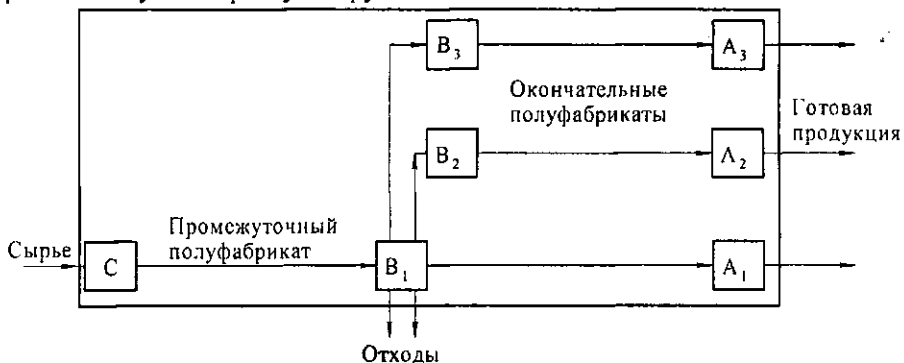 B₃
A₃
Окончательные
полуфабрикаты
Готовая
продукция
B₂
A₂
Промежуточный
полуфабрикат
Сырье
C
B₁
A₁
Отходы